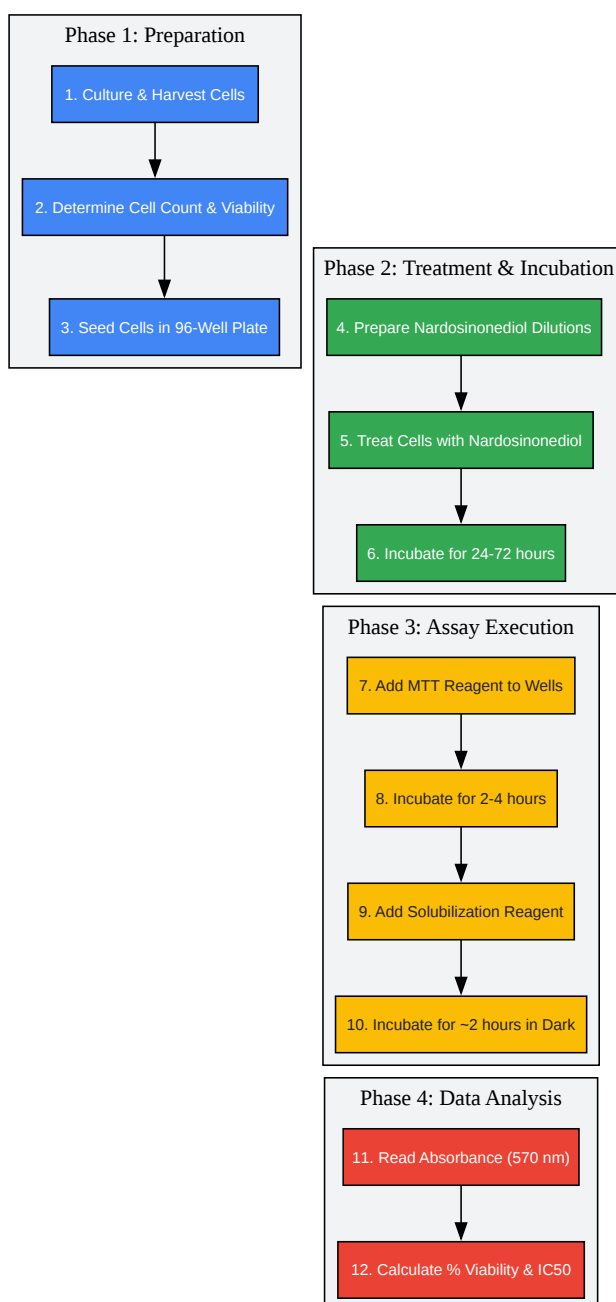 Phase 1: Preparation
1. Culture & Harvest Cells
2. Determine Cell Count & Viability
3. Seed Cells in 96-Well Plate
Phase 2: Treatment & Incubation
4. Prepare Nardosinonediol Dilutions
5. Treat Cells with Nardosinonediol
6. Incubate for 24-72 hours
Phase 3: Assay Execution
7. Add MTT Reagent to Wells
8. Incubate for 2-4 hours
9. Add Solubilization Reagent
10. Incubate for ~2 hours in Dark
Phase 4: Data Analysis
11. Read Absorbance (570 nm)
12. Calculate % Viability & IC50